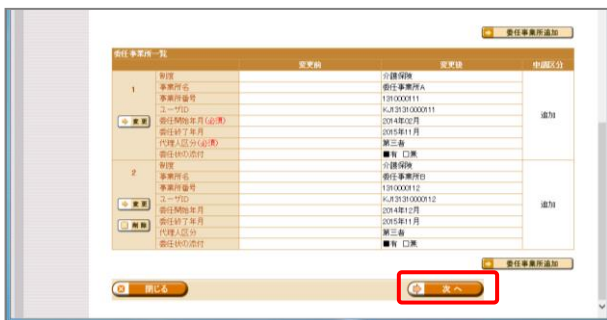 委任事業所追加
委任事業所一覧
変更前 変更後 申請区分
1 制度 介護保険 追加
事業所名 委任事業所A
事業所番号 1310000111
ユーザID KJ131310000111
変更 委任開始年月(必須) 2014年02月
委任終了年月 2015年11月
代理人区分(必須) 第三者
委任状の添付 ■有 □無
2 制度 介護保険 追加
事業所名 委任事業所B
事業所番号 1310000112
ユーザID KJ131310000112
変更 委任開始年月 2014年12月
削除 委任終了年月 2015年11月
代理人区分 第三者
委任状の添付 ■有 □無
委任事業所追加
閉じる 次へ